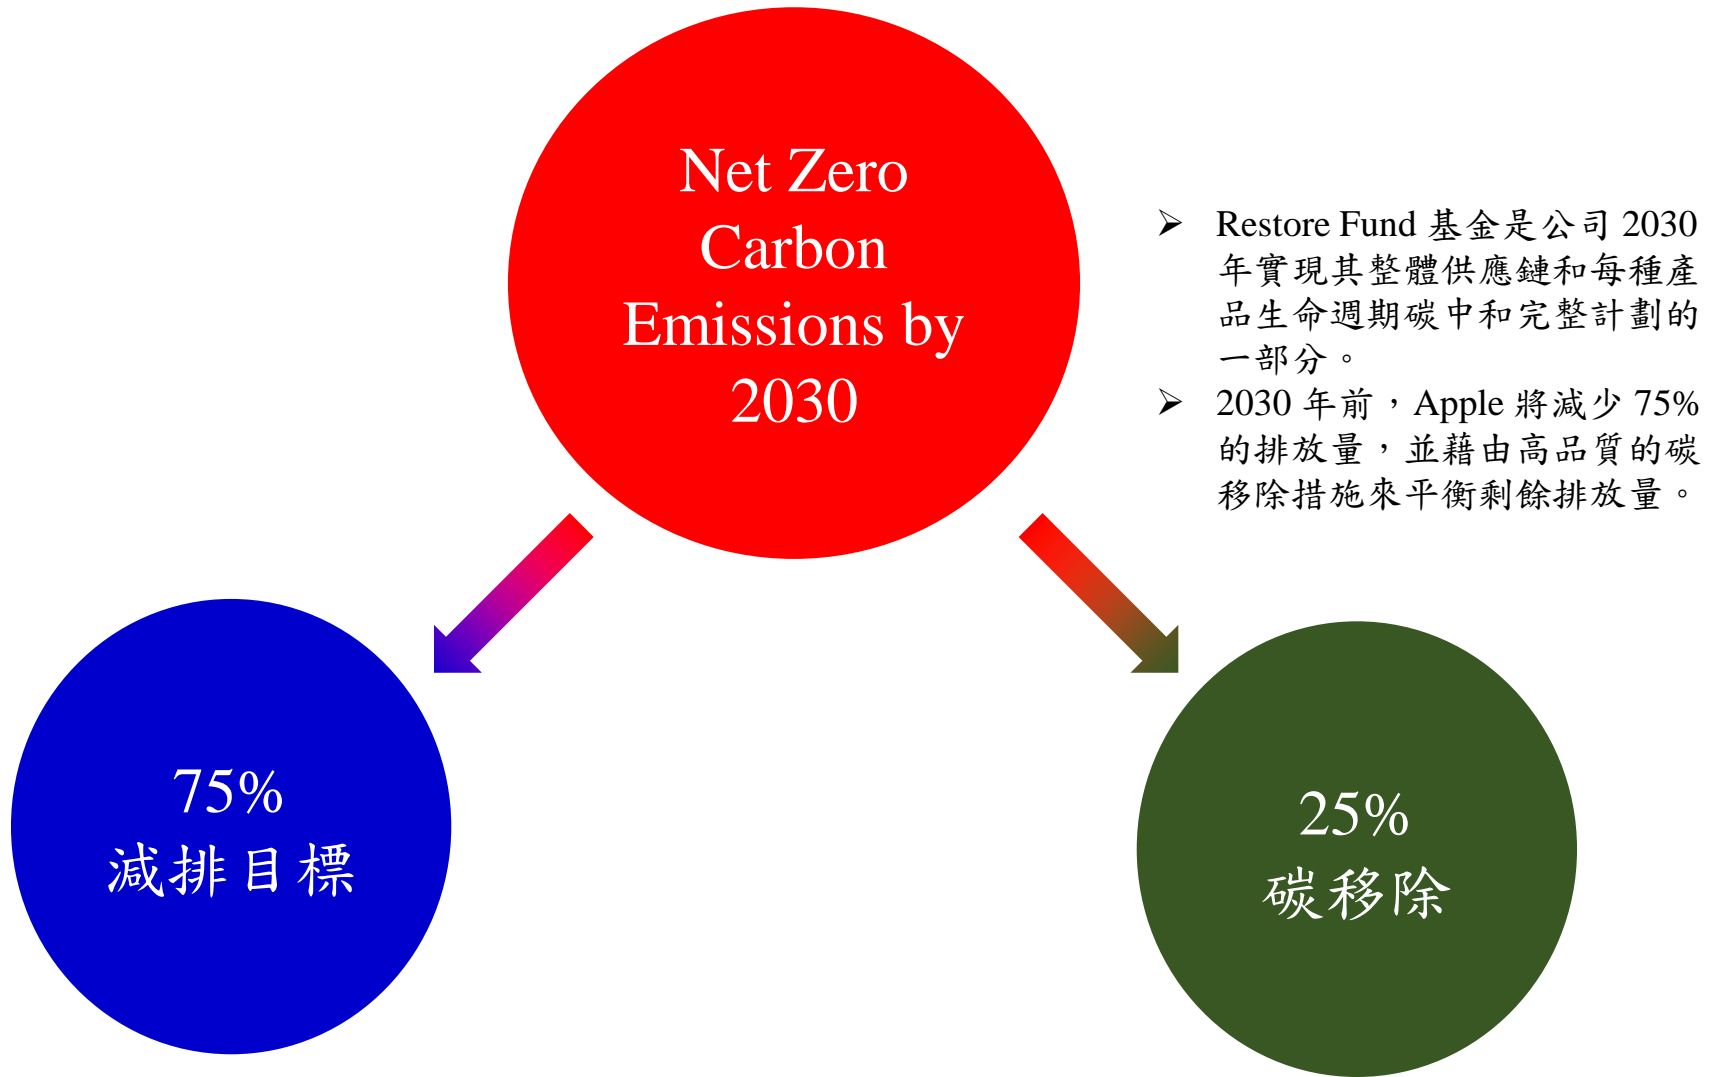 Net Zero
Carbon
Emissions by
2030
➢ Restore Fund 基金是公司 2030
年實現其整體供應鏈和每種產
品生命週期碳中和完整計劃的
一部分。
➢ 2030 年前，Apple 將減少 75%
的排放量，並藉由高品質的碳
移除措施來平衡剩餘排放量。
75%
減排目標
25%
碳移除